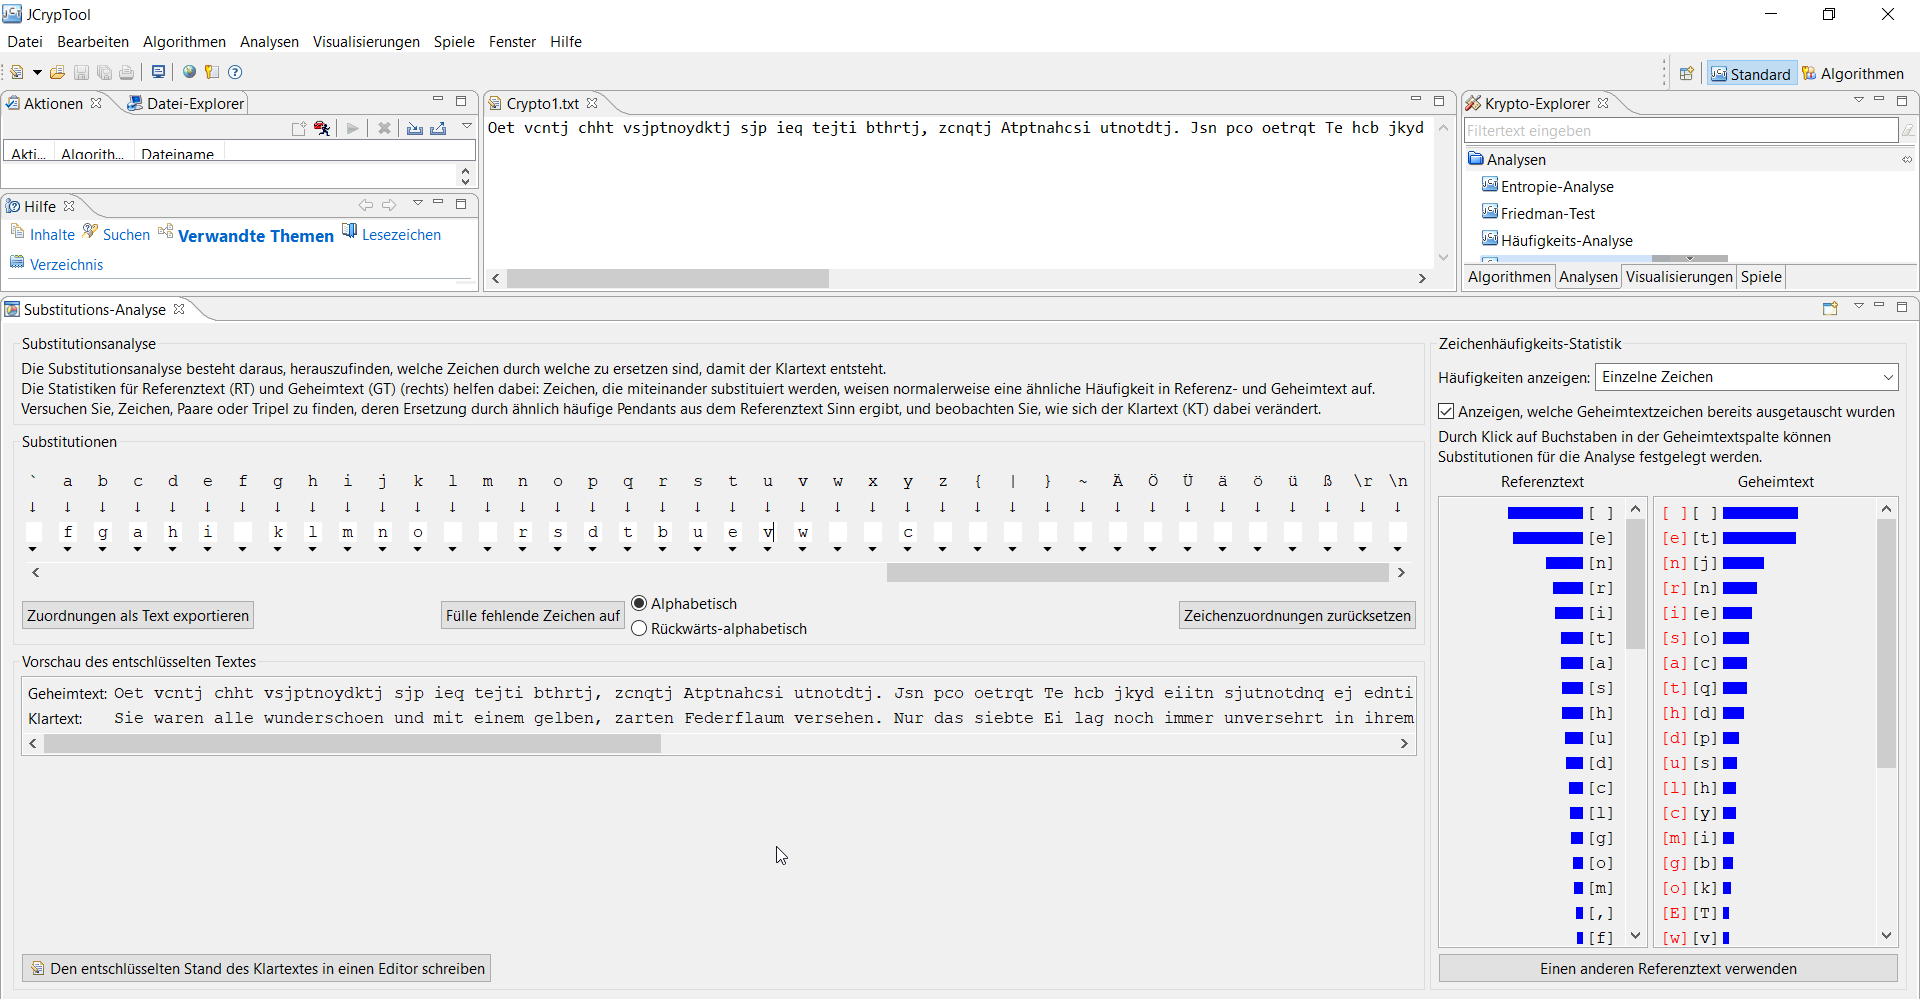 JCrypTool
Datei Bearbeiten Algorithmen Analysen Visualisierungen Spiele Fenster Hilfe
Standard Algorithmen
Aktionen Datei-Explorer
Akti... Algorith... Dateiname
Hilfe
Inhalte Suchen Verwandte Themen Lesezeichen
Verzeichnis
Crypto1.txt
Oet vcntj chht vsjptnoydktj sjp ieq tejti bthrtj, zcnqtj Atptnahcsi utnotdtj. Jsn pco oetrqt Te hcb jkyd
Krypto-Explorer
Filtertext eingeben
Analysen
Entropie-Analyse
Friedman-Test
Häufigkeits-Analyse
Algorithmen Analysen Visualisierungen Spiele
Substitutions-Analyse
Substitutionsanalyse
Die Substitutionsanalyse besteht daraus, herauszufinden, welche Zeichen durch welche zu ersetzen sind, damit der Klartext entsteht.
Die Statistiken für Referenztext (RT) und Geheimtext (GT) (rechts) helfen dabei: Zeichen, die miteinander substituiert werden, weisen normalerweise eine ähnliche Häufigkeit in Referenz- und Geheimtext auf.
Versuchen Sie, Zeichen, Paare oder Tripel zu finden, deren Ersetzung durch ähnlich häufige Pendants aus dem Referenztext Sinn ergibt, und beobachten Sie, wie sich der Klartext (KT) dabei verändert.
Substitutionen
` a b c d e f g h i j k l m n o p q r s t u v w x y z { | } ~ Ä Ö Ü ä ö ü ß \r \n
↓ ↓ ↓ ↓ ↓ ↓ ↓ ↓ ↓ ↓ ↓ ↓ ↓ ↓ ↓ ↓ ↓ ↓ ↓ ↓ ↓ ↓ ↓ ↓ ↓ ↓ ↓ ↓ ↓ ↓ ↓ ↓ ↓ ↓ ↓ ↓ ↓ ↓ ↓ ↓
f g a h i k l m n o r s d t b u e v w c
Zuordnungen als Text exportieren Fülle fehlende Zeichen auf Alphabetisch Zeichenzuordnungen zurücksetzen
Rückwärts-alphabetisch
Vorschau des entschlüsselten Textes
Geheimtext: Oet vcntj chht vsjptnoydktj sjp ieq tejti bthrtj, zcnqtj Atptnahcsi utnotdtj. Jsn pco oetrqt Te hcb jkyd eiitn sjutnotdnq ej ednti
Klartext: Sie waren alle wunderschoen und mit einem gelben, zarten Federflaum versehen. Nur das siebte Ei lag noch immer unversehrt in ihrem
Den entschlüsselten Stand des Klartextes in einen Editor schreiben
Zeichenhäufigkeits-Statistik
Häufigkeiten anzeigen: Einzelne Zeichen
Anzeigen, welche Geheimtextzeichen bereits ausgetauscht wurden
Durch Klick auf Buchstaben in der Geheimtextspalte können
Substitutionen für die Analyse festgelegt werden.
Referenztext Geheimtext
[ ] [ ][ ]
[e] [e][t]
[n] [n][j]
[r] [r][n]
[i] [i][e]
[t] [s][o]
[a] [a][c]
[s] [t][q]
[h] [h][d]
[u] [d][p]
[d] [u][s]
[c] [l][h]
[l] [c][y]
[g] [m][i]
[o] [g][b]
[m] [o][k]
[,] [E][T]
[f] [w][v]
Einen anderen Referenztext verwenden